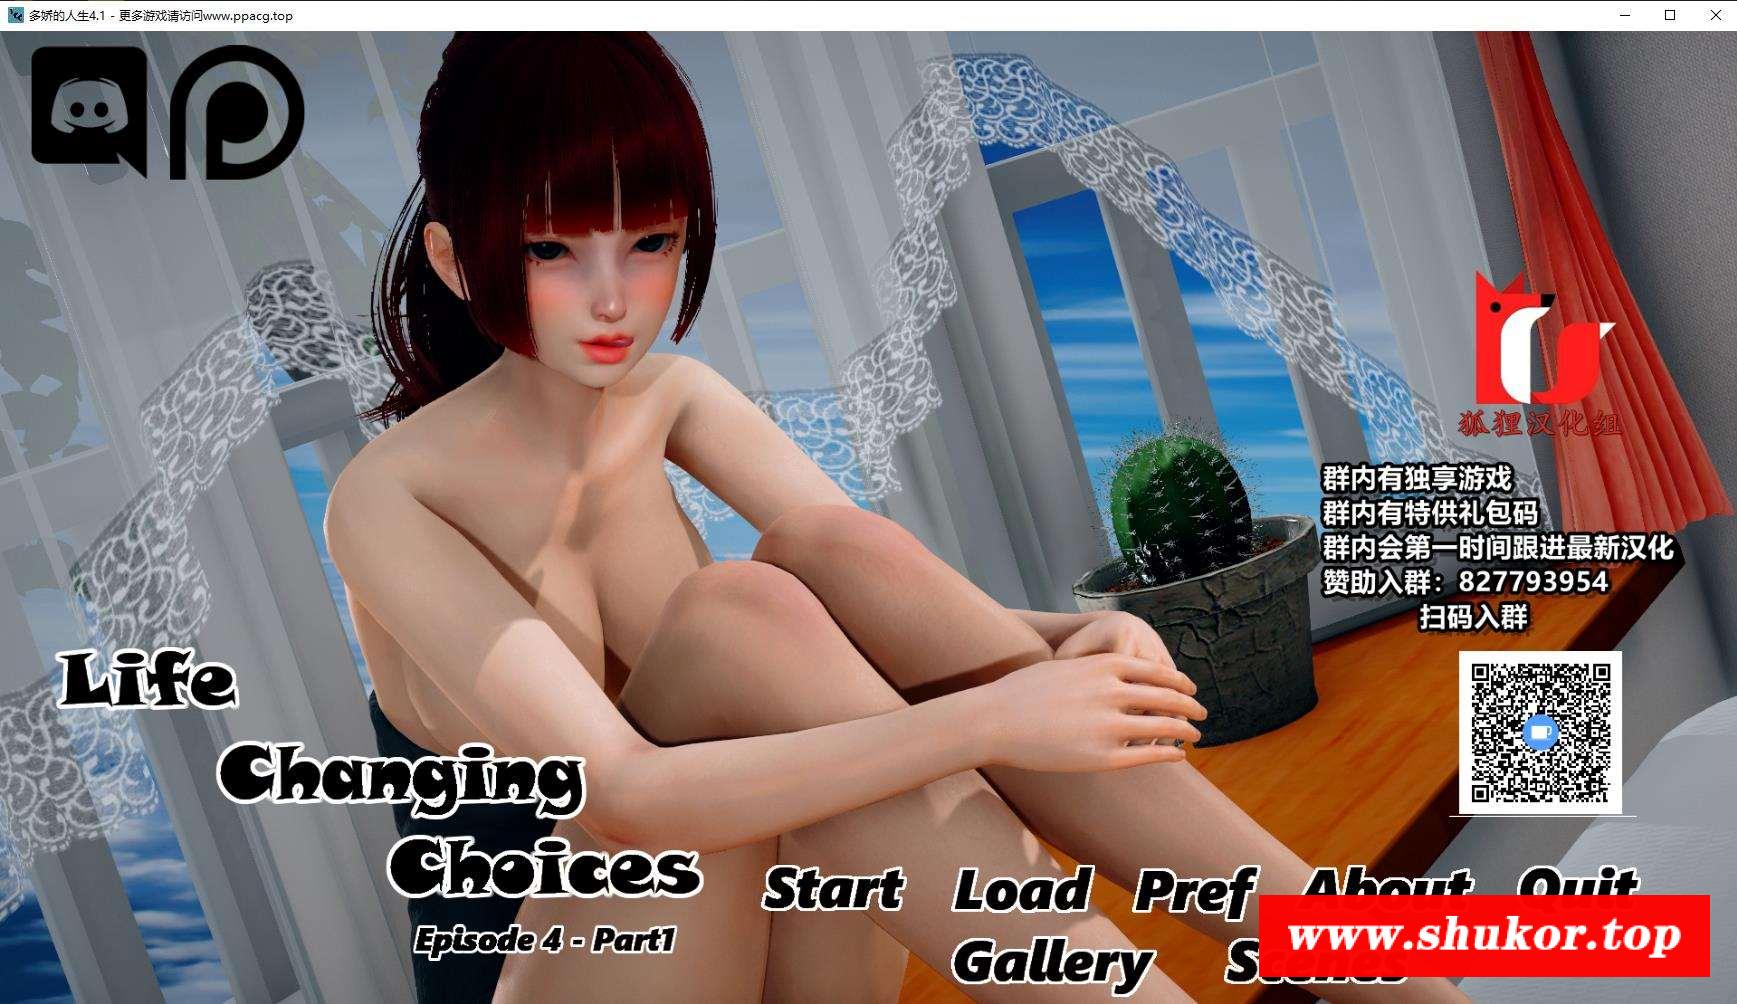 多娇的人生4.1 - 更多游戏请访问www.ppacg.top
狐狸汉化组
群内有独享游戏
群内有特供礼包码
群内会第一时间跟进最新汉化
赞助入群：827793954
扫码入群
Life
Changing
Choices
Episode 4 - Part1
Start Load Pref About Quit
Gallery Scenes
www.shukor.top